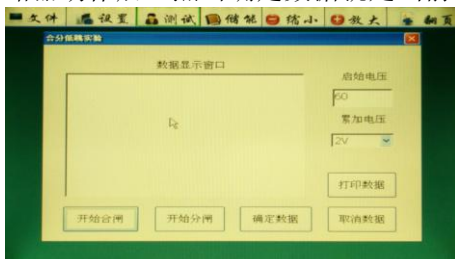 文件 设置 测试 储能 缩小 放大 翻页
合分低跳实验
数据显示窗口
启始电压
60
累加电压
2V
打印数据
开始合闸 开始分闸 确定数据 取消数据